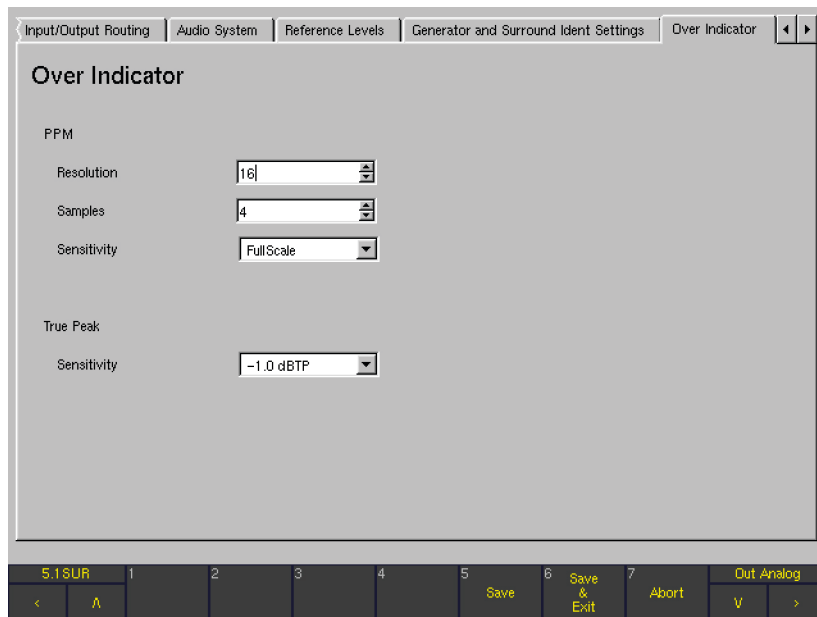 Input/Output Routing Audio System Reference Levels Generator and Surround Ident Settings Over Indicator
Over Indicator
PPM
Resolution 16
Samples 4
Sensitivity FullScale
True Peak
Sensitivity -1.0 dBTP
5.1SUR 1 2 3 4 5 Save 6 Save & Exit 7 Abort Out Analog
< Λ V >